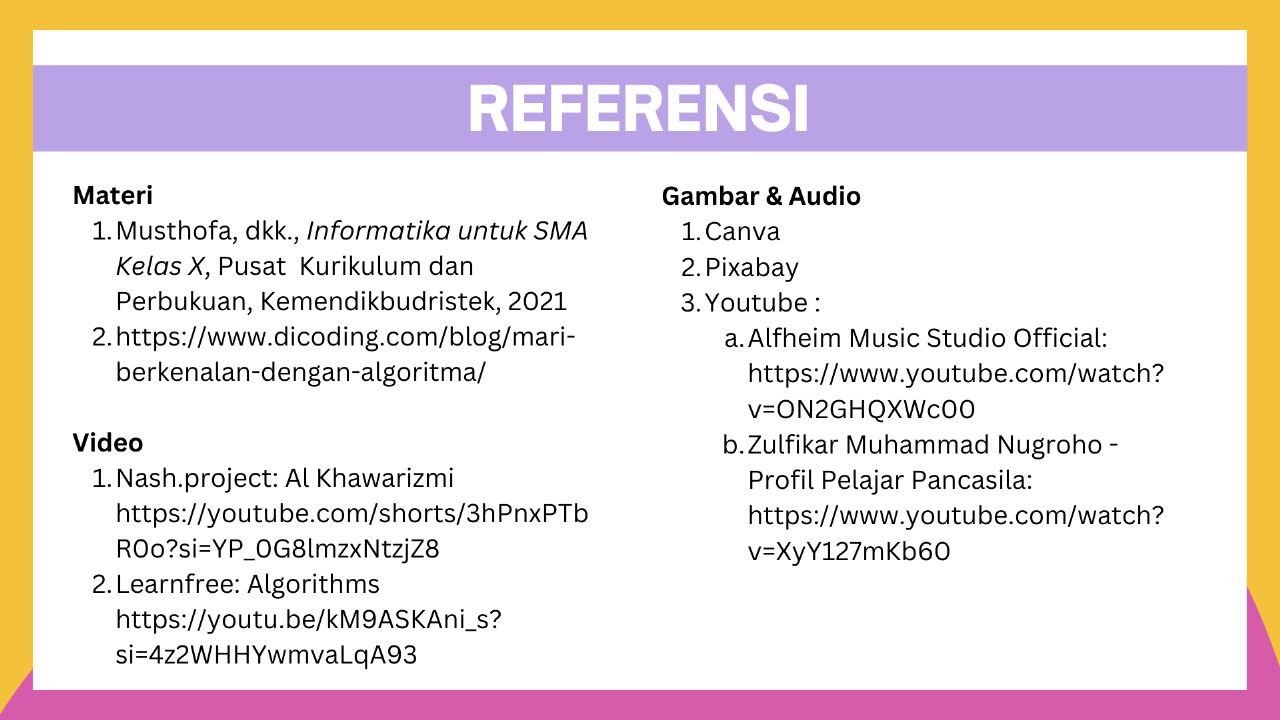 REFERENSI
Materi
1. Musthofa, dkk., Informatika untuk SMA
Kelas X, Pusat Kurikulum dan
Perbukuan, Kemendikbudristek, 2021
2. https://www.dicoding.com/blog/mari-
berkenalan-dengan-algoritma/
Video
1. Nash.project: Al Khawarizmi
https://youtube.com/shorts/3hPnxPTb
R0o?si=YP_0G8lmzxNtzjZ8
2. Learnfree: Algorithms
https://youtu.be/kM9ASKAni_s?
si=4z2WHHYwmvaLqA93
Gambar & Audio
1. Canva
2. Pixabay
3. Youtube :
a. Alfheim Music Studio Official:
https://www.youtube.com/watch?
v=ON2GHQXWc00
b. Zulfikar Muhammad Nugroho -
Profil Pelajar Pancasila:
https://www.youtube.com/watch?
v=XyY127mKb60